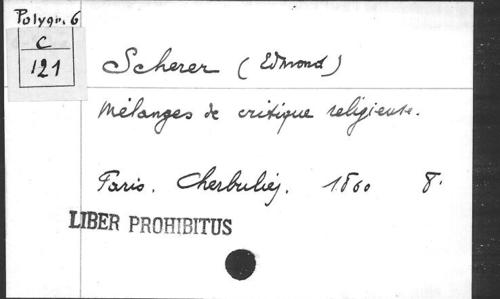 Polygr. 6
C
121
Scherer (Edmond)
Mélanges de critique religieuse.
Paris. Cherbuliez. 1860 8.
LIBER PROHIBITUS